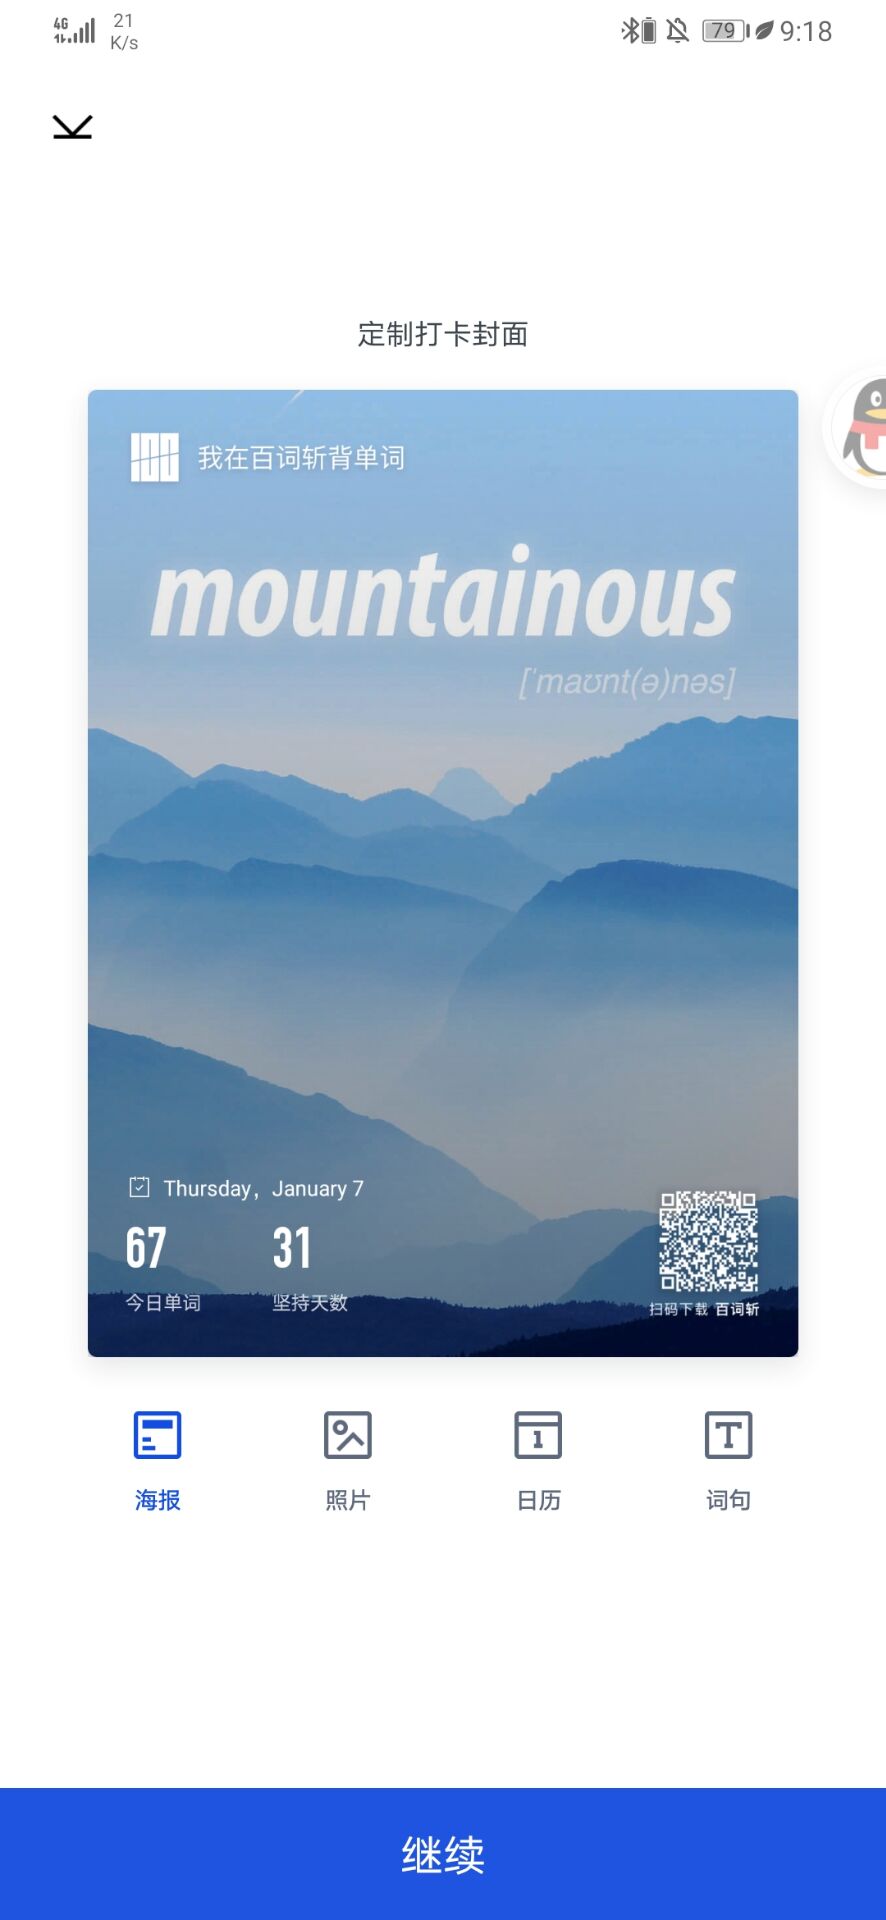 4G
21
K/s
79
9:18
定制打卡封面
我在百词斩背单词
mountainous
['maʊnt(ə)nəs]
Thursday，January 7
67
31
今日单词
坚持天数
扫码下载 百词斩
海报
照片
日历
词句
继续